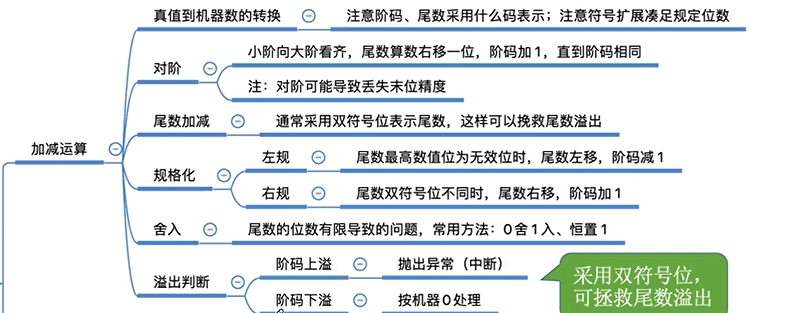 真值到机器数的转换
注意阶码、尾数采用什么码表示；注意符号扩展凑足规定位数
对阶
小阶向大阶看齐，尾数算数右移一位，阶码加1，直到阶码相同
注：对阶可能导致丢失末位精度
尾数加减
通常采用双符号位表示尾数，这样可以挽救尾数溢出
加减运算
规格化
左规
尾数最高数值位为无效位时，尾数左移，阶码减1
右规
尾数双符号位不同时，尾数右移，阶码加1
舍入
尾数的位数有限导致的问题，常用方法：0舍1入、恒置1
溢出判断
阶码上溢
抛出异常（中断）
阶码下溢
按机器0处理
采用双符号位，
可拯救尾数溢出